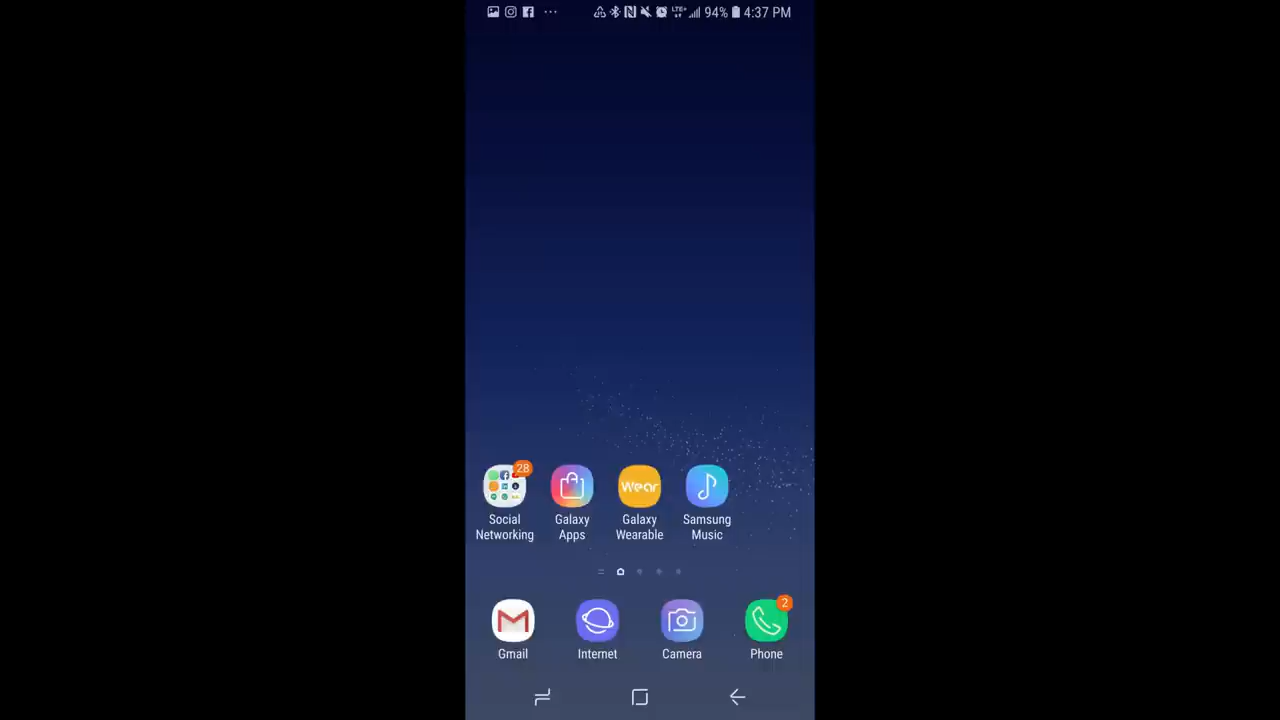 LTE+ 94% 4:37 PM
28
Wear
Social Networking
Galaxy Apps
Galaxy Wearable
Samsung Music
2
Gmail
Internet
Camera
Phone